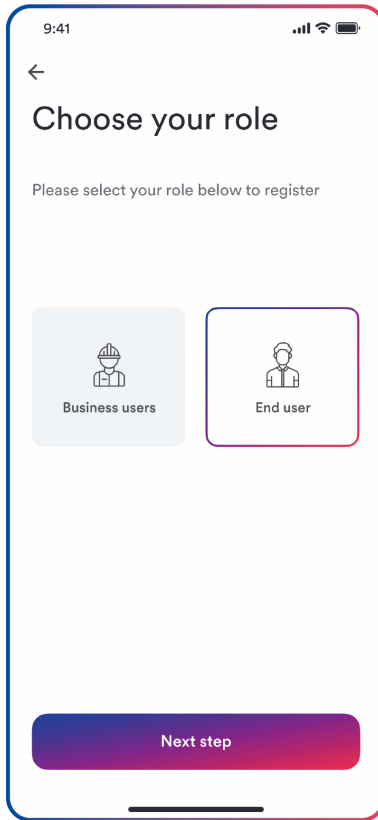 9:41
Choose your role
Please select your role below to register
Business users
End user
Next step